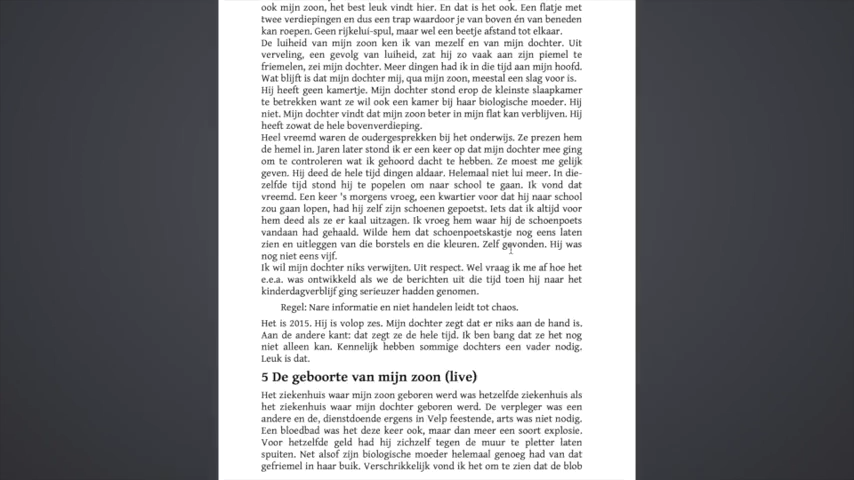 ook mijn zoon, het best leuk vindt hier. En dat is het ook. Een flatje met
twee verdiepingen en dus een trap waardoor je van boven én van beneden
kan roepen. Geen rijkelui-spul, maar wel een beetje afstand tot elkaar.
De luiheid van mijn zoon ken ik van mezelf en van mijn dochter. Uit
verveling, een gevolg van luiheid, zat hij zo vaak aan zijn piemel te
friemelen, zei mijn dochter. Meer dingen had ik in die tijd aan mijn hoofd.
Wat blijft is dat mijn dochter mij, qua mijn zoon, meestal een slag voor is.
Hij heeft geen kamertje. Mijn dochter stond erop de kleinste slaapkamer
te betrekken want ze wil ook een kamer bij haar biologische moeder. Hij
niet. Mijn dochter vindt dat mijn zoon beter in mijn flat kan verblijven. Hij
heeft zowat de hele bovenverdieping.
Heel vreemd waren de oudergesprekken bij het onderwijs. Ze prezen hem
de hemel in. Jaren later stond ik er een keer op dat mijn dochter mee ging
om te controleren wat ik gehoord dacht te hebben. Ze moest me gelijk
geven. Hij deed de hele tijd dingen aldaar. Helemaal niet lui meer. In die-
zelfde tijd stond hij te popelen om naar school te gaan. Ik vond dat
vreemd. Een keer 's morgens vroeg, een kwartier voor dat hij naar school
zou gaan lopen, had hij zelf zijn schoenen gepoetst. Iets dat ik altijd voor
hem deed als ze er kaal uitzagen. Ik vroeg hem waar hij de schoenpoets
vandaan had gehaald. Wilde hem dat schoenpoetskastje nog eens laten
zien en uitleggen van die borstels en die kleuren. Zelf gevonden. Hij was
nog niet eens vijf.
Ik wil mijn dochter niks verwijten. Uit respect. Wel vraag ik me af hoe het
e.e.a. was ontwikkeld als we de berichten uit die tijd toen hij naar het
kinderdagverblijf ging serieuzer hadden genomen.
Regel: Nare informatie en niet handelen leidt tot chaos.
Het is 2015. Hij is volop zes. Mijn dochter zegt dat er niks aan de hand is.
Aan de andere kant: dat zegt ze de hele tijd. Ik ben bang dat ze het nog
niet alleen kan. Kennelijk hebben sommige dochters een vader nodig.
Leuk is dat.
5 De geboorte van mijn zoon (live)
Het ziekenhuis waar mijn zoon geboren werd was hetzelfde ziekenhuis als
het ziekenhuis waar mijn dochter geboren werd. De verpleger was een
andere en de, dienstdoende ergens in Velp feestende, arts was niet nodig.
Een bloedbad was het deze keer ook, maar dan meer een soort explosie.
Voor hetzelfde geld had hij zichzelf tegen de muur te pletter laten
spuiten. Net alsof zijn biologische moeder helemaal genoeg had van dat
gefriemel in haar buik. Verschrikkelijk vond ik het om te zien dat de blob